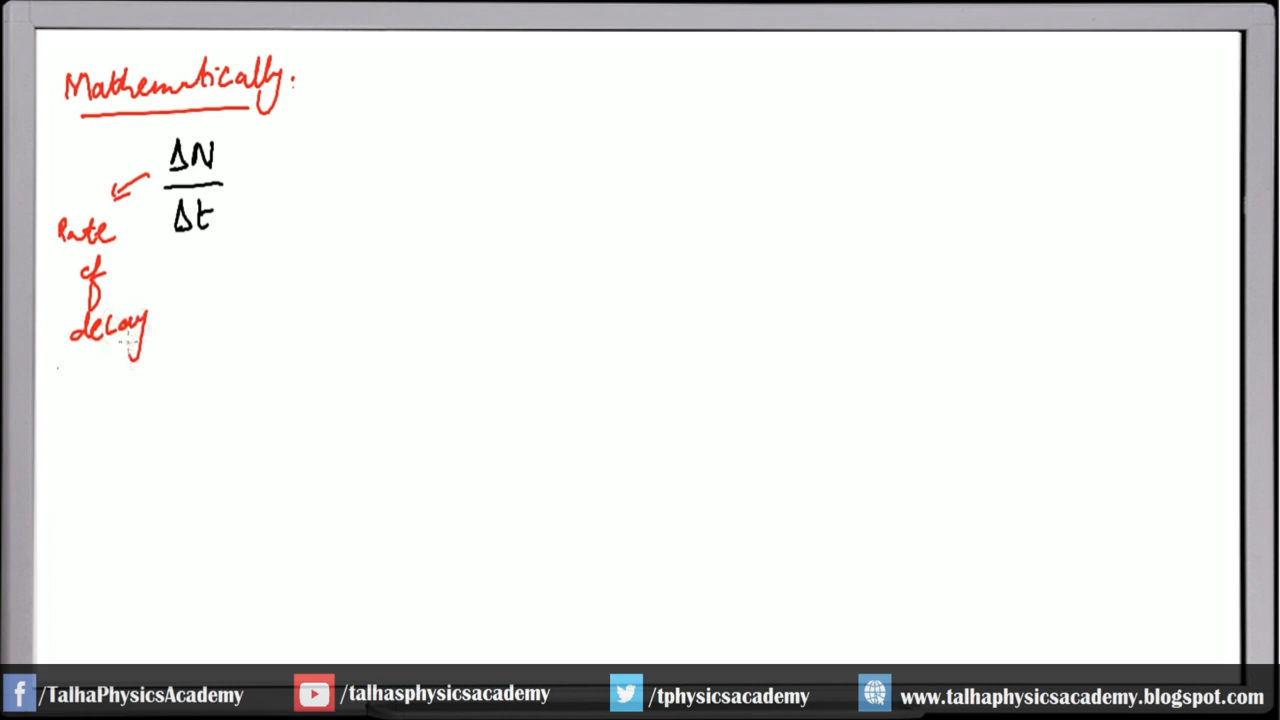 Mathematically:
ΔN
Δt
Rate
of
decay
/TalhaPhysicsAcademy
/talhasphysicsacademy
/tphysicsacademy
www.talhaphysicsacademy.blogspot.com